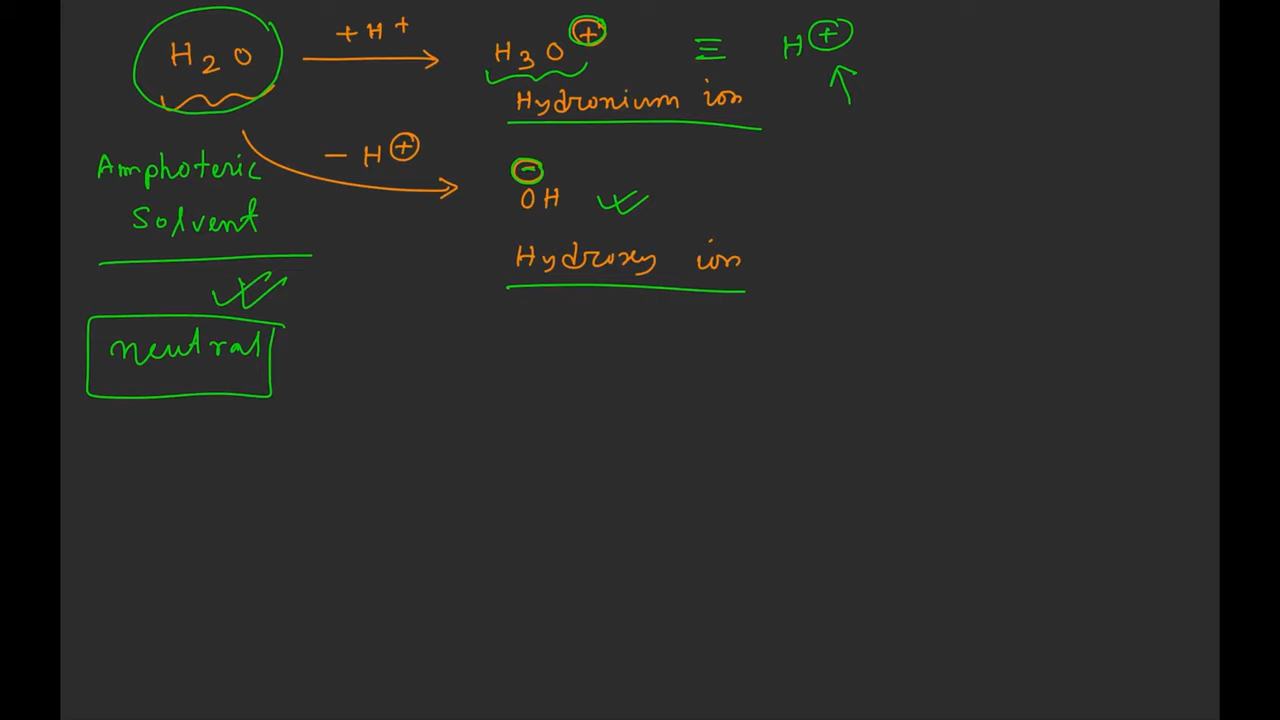 H2O +H+ H3O+ ≡ H+
Hydronium ion
-H+
Amphoteric
Solvent
-
OH
Hydroxy ion
neutral